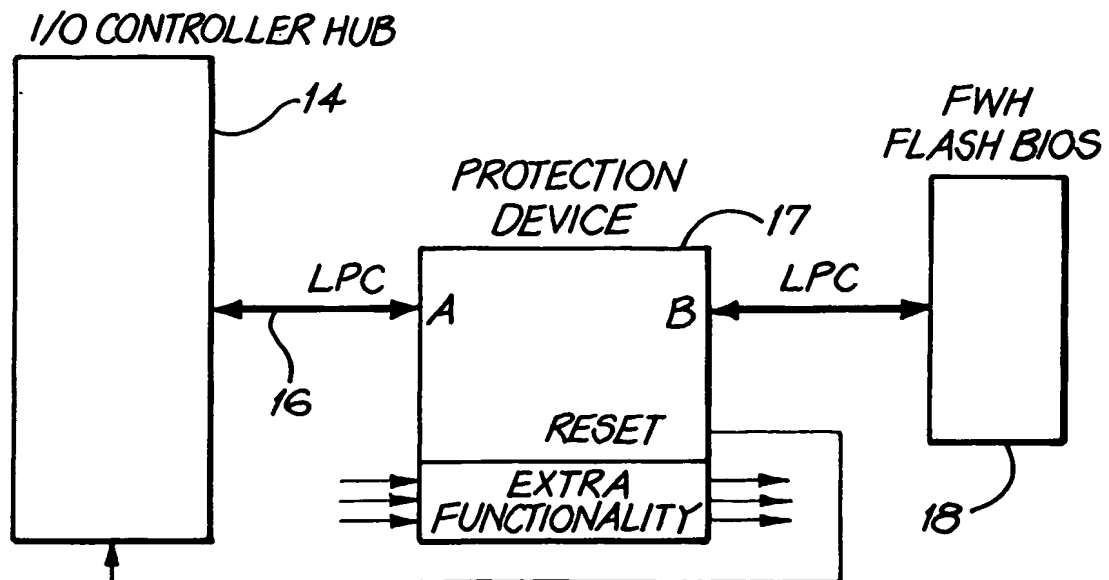 I/O CONTROLLER HUB
14
FWH
FLASH BIOS
PROTECTION
DEVICE
17
LPC
LPC
A
B
16
RESET
EXTRA
FUNCTIONALITY
18